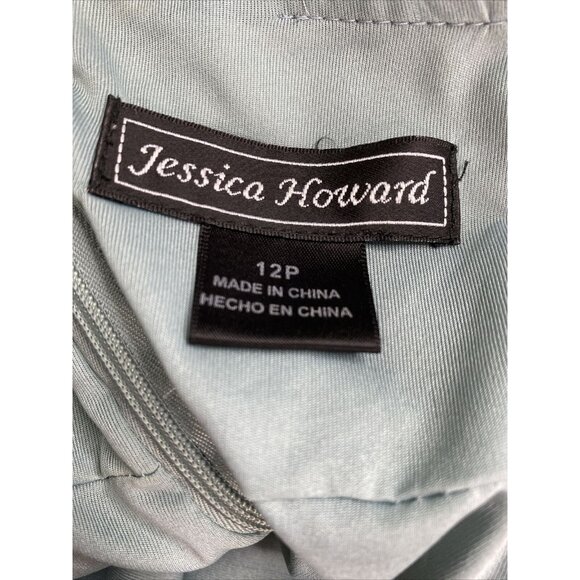 Jessica Howard
12P
MADE IN CHINA
HECHO EN CHINA